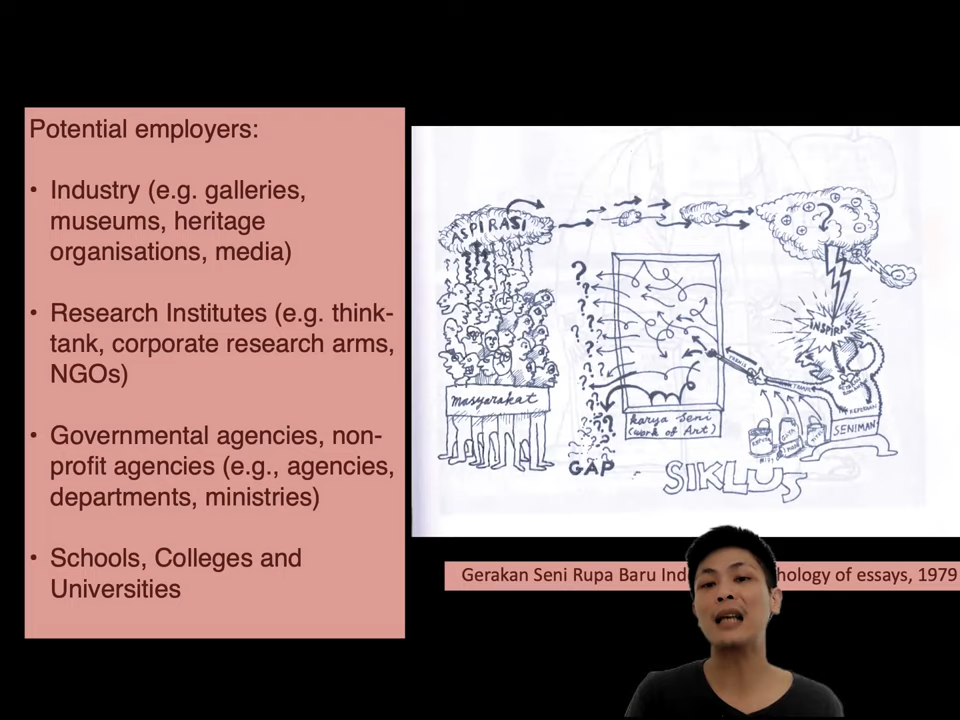 Potential employers:
• Industry (e.g. galleries,
museums, heritage
organisations, media)
• Research Institutes (e.g. think-
tank, corporate research arms,
NGOs)
• Governmental agencies, non-
profit agencies (e.g., agencies,
departments, ministries)
• Schools, Colleges and
Universities
ASPIRASI
INSPIRASI
masyarakat
karya seni
(work of Art)
SENIMAN
GAP
SIKLUS
Gerakan Seni Rupa Baru Ind
hology of essays, 1979